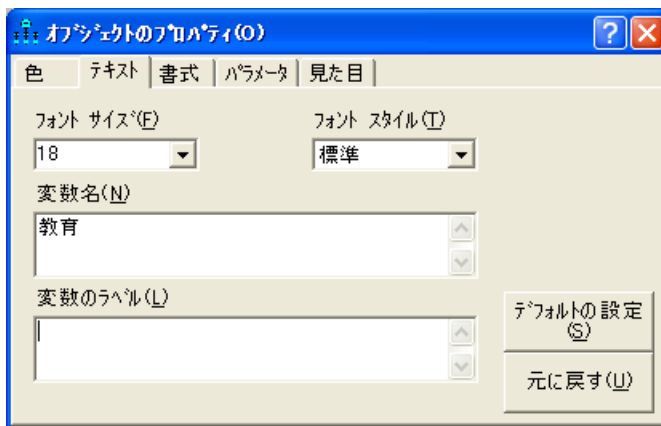 ｵﾌﾞｼﾞｪｸﾄのﾌﾟﾛﾊﾟﾃｨ(O)
色 テキスト 書式 ﾊﾟﾗﾒｰﾀ 見た目
ﾌｫﾝﾄ ｻｲｽﾞ(F) ﾌｫﾝﾄ ｽﾀｲﾙ(T)
18 標準
変数名(N)
教育
変数のﾗﾍﾞﾙ(L)
ﾃﾞﾌｫﾙﾄの設定
(S)
元に戻す(U)